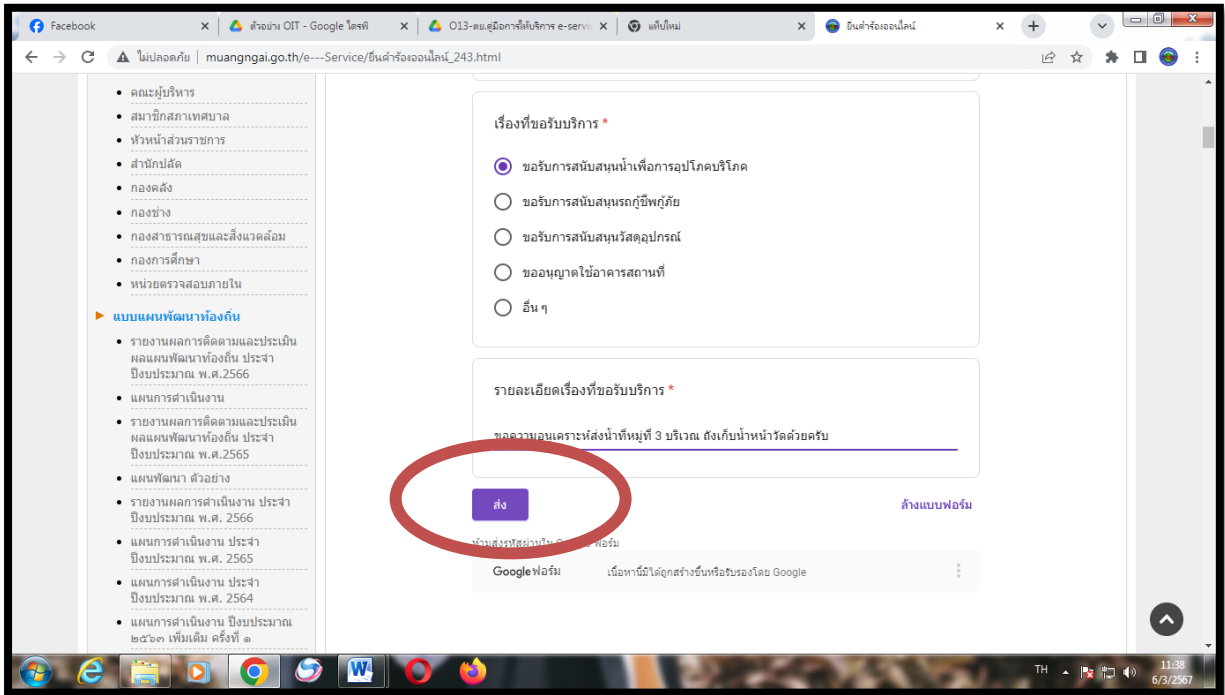 Facebook
ตัวอย่าง OIT - Google ไดรฟ์
O13-ตย.คู่มือการให้บริการ e-servic
แท็บใหม่
ยื่นคำร้องออนไลน์
ไม่ปลอดภัย | muangngai.go.th/e---Service/ยื่นคำร้องออนไลน์_243.html
คณะผู้บริหาร
สมาชิกสภาเทศบาล
หัวหน้าส่วนราชการ
สำนักปลัด
กองคลัง
กองช่าง
กองสาธารณสุขและสิ่งแวดล้อม
กองการศึกษา
หน่วยตรวจสอบภายใน
แบบแผนพัฒนาท้องถิ่น
รายงานผลการติดตามและประเมิน
ผลแผนพัฒนาท้องถิ่น ประจำ
ปีงบประมาณ พ.ศ.2566
แผนการดำเนินงาน
รายงานผลการติดตามและประเมิน
ผลแผนพัฒนาท้องถิ่น ประจำ
ปีงบประมาณ พ.ศ.2565
แผนพัฒนา ตัวอย่าง
รายงานผลการดำเนินงาน ประจำ
ปีงบประมาณ พ.ศ. 2566
แผนการดำเนินงาน ประจำ
ปีงบประมาณ พ.ศ. 2565
แผนการดำเนินงาน ประจำ
ปีงบประมาณ พ.ศ. 2564
แผนการดำเนินงาน ปีงบประมาณ
๒๕๖๓ เพิ่มเติม ครั้งที่ ๑
เรื่องที่ขอรับบริการ *
ขอรับการสนับสนุนน้ำเพื่อการอุปโภคบริโภค
ขอรับการสนับสนุนรถกู้ชีพกู้ภัย
ขอรับการสนับสนุนวัสดุอุปกรณ์
ขออนุญาตใช้อาคารสถานที่
อื่น ๆ
รายละเอียดเรื่องที่ขอรับบริการ *
ขอความอนุเคราะห์ส่งน้ำที่หมู่ที่ 3 บริเวณ ถังเก็บน้ำหน้าวัดด้วยครับ
ส่ง
ล้างแบบฟอร์ม
ห้ามส่งรหัสผ่านใน Google ฟอร์ม
Google ฟอร์ม
เนื้อหานี้มิได้ถูกสร้างขึ้นหรือรับรองโดย Google
TH
11:38
6/3/2567